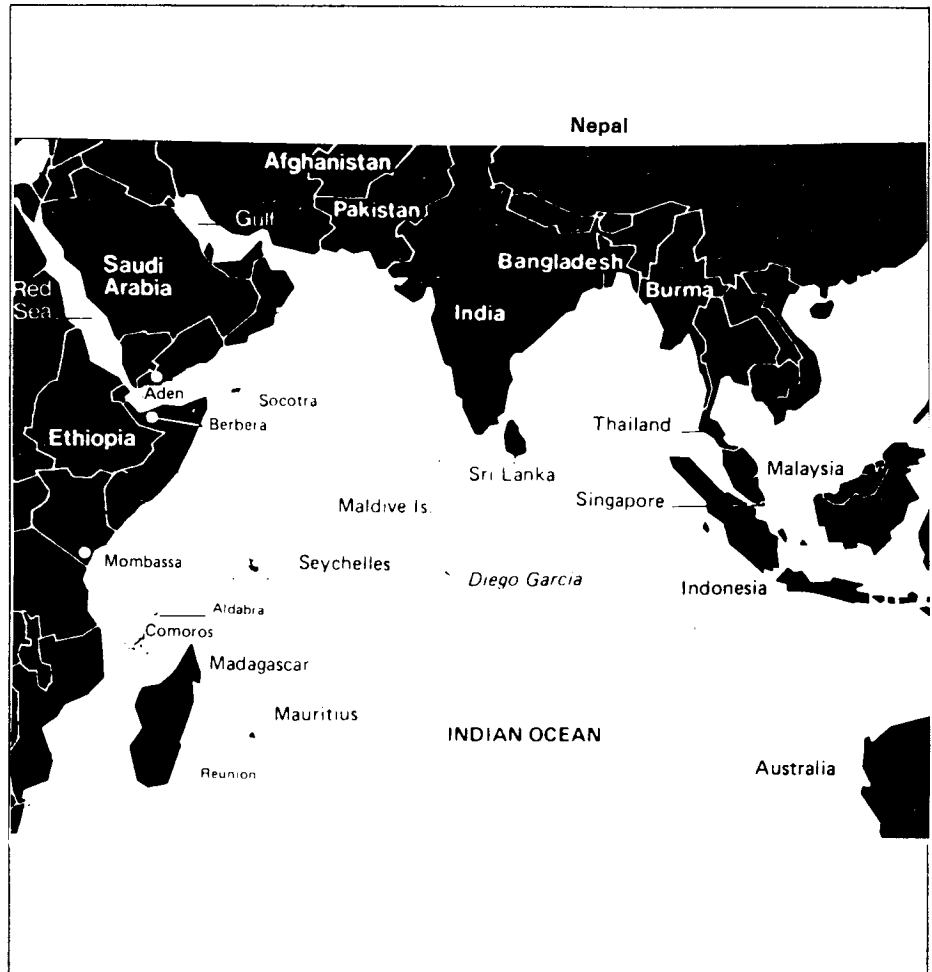 Nepal
Afghanistan
Pakistan
Gulf
Saudi
Arabia
Bangladesh
Burma
Red
Sea
India
Aden
Socotra
Berbera
Ethiopia
Thailand
Sri Lanka
Malaysia
Singapore
Maldive Is.
Mombassa
Seychelles
Diego Garcia
Indonesia
Aldabra
Comoros
Madagascar
Mauritius
INDIAN OCEAN
Australia
Reunion